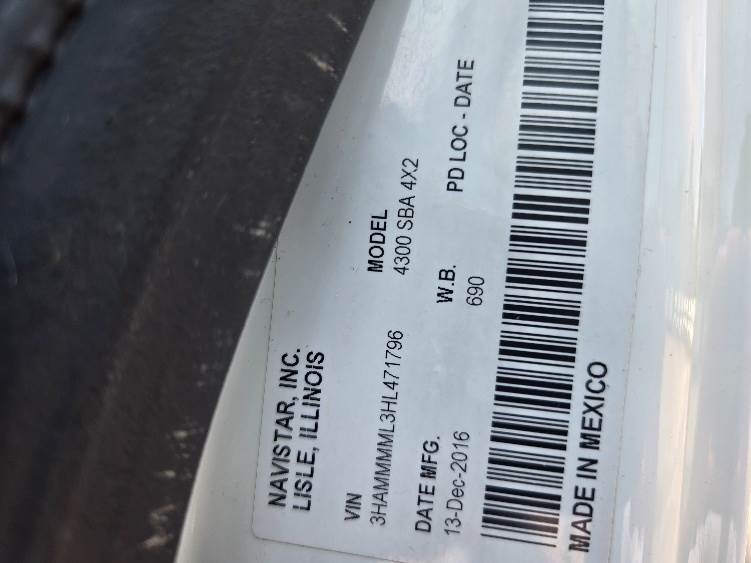 NAVISTAR, INC.
LISLE, ILLINOIS
VIN
3HAMMMML3HL471796
MODEL
4300 SBA 4X2
DATE MFG.
13-Dec-2016
W.B.
690
PD LOC - DATE
MADE IN MEXICO